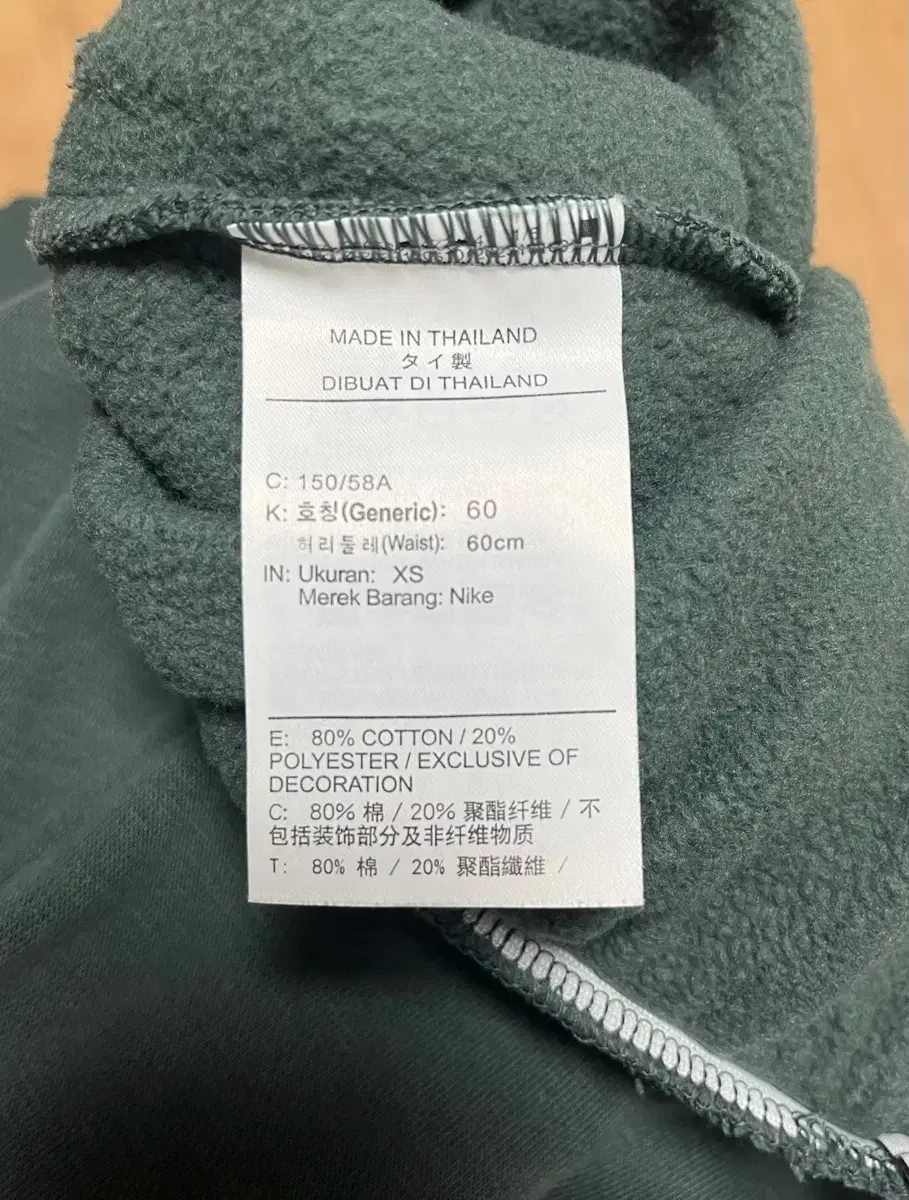 MADE IN THAILAND
タイ製
DIBUAT DI THAILAND
C: 150/58A
K: 호칭(Generic): 60
허리둘레(Waist): 60cm
IN: Ukuran: XS
Merek Barang: Nike
E: 80% COTTON / 20%
POLYESTER / EXCLUSIVE OF
DECORATION
C: 80% 棉 / 20% 聚酯纤维 / 不
包括装饰部分及非纤维物质
T: 80% 棉 / 20% 聚酯纖維 /